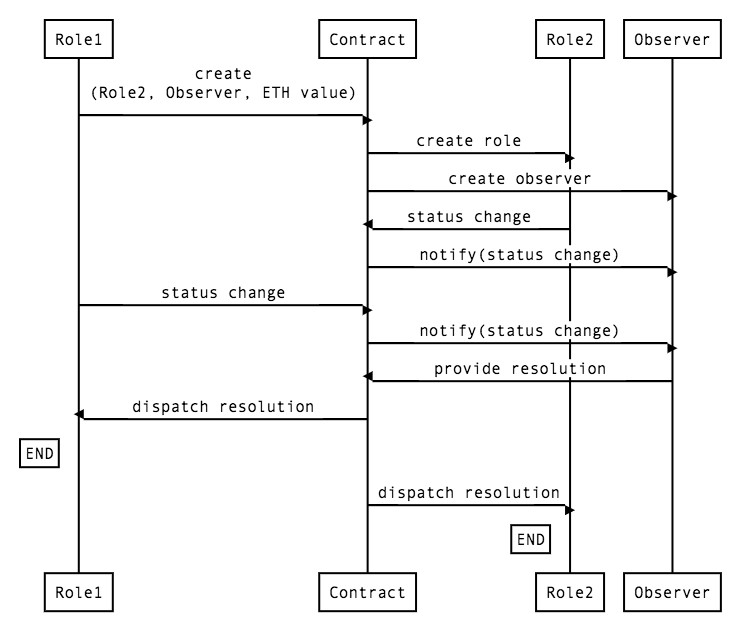 Role1 Contract Role2 Observer
create
(Role2, Observer, ETH value)
create role
create observer
status change
notify(status change)
status change
notify(status change)
provide resolution
dispatch resolution
END
dispatch resolution
END
Role1 Contract Role2 Observer